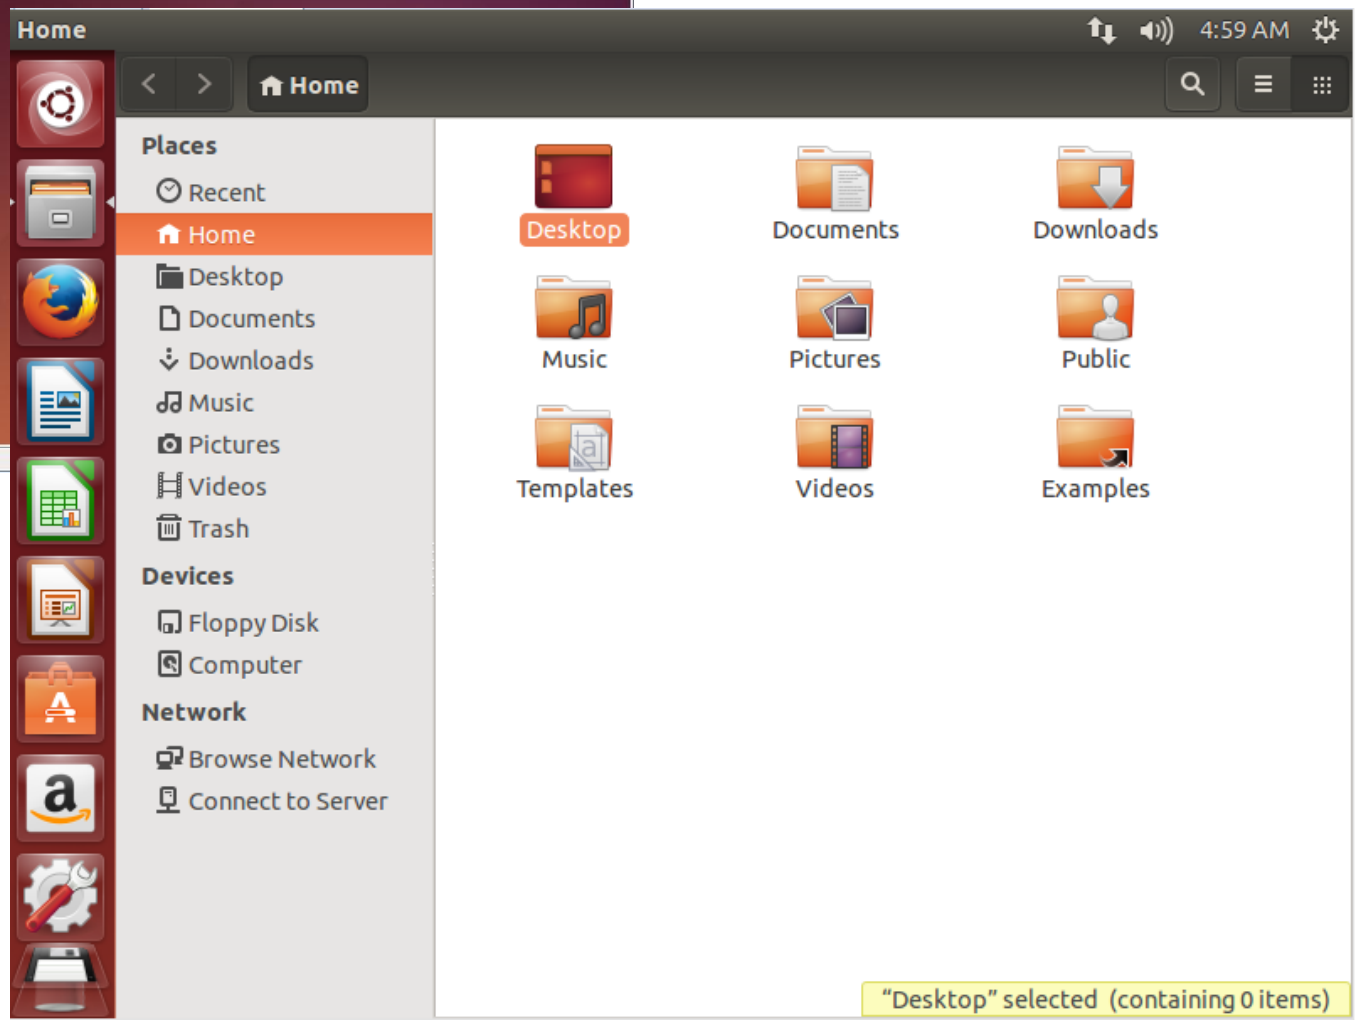 Home
4:59 AM
Home
Places
Recent
Home
Desktop
Documents
Downloads
Music
Pictures
Videos
Trash
Devices
Floppy Disk
Computer
Network
Browse Network
Connect to Server
Desktop
Documents
Downloads
Music
Pictures
Public
Templates
Videos
Examples
“Desktop” selected (containing 0 items)